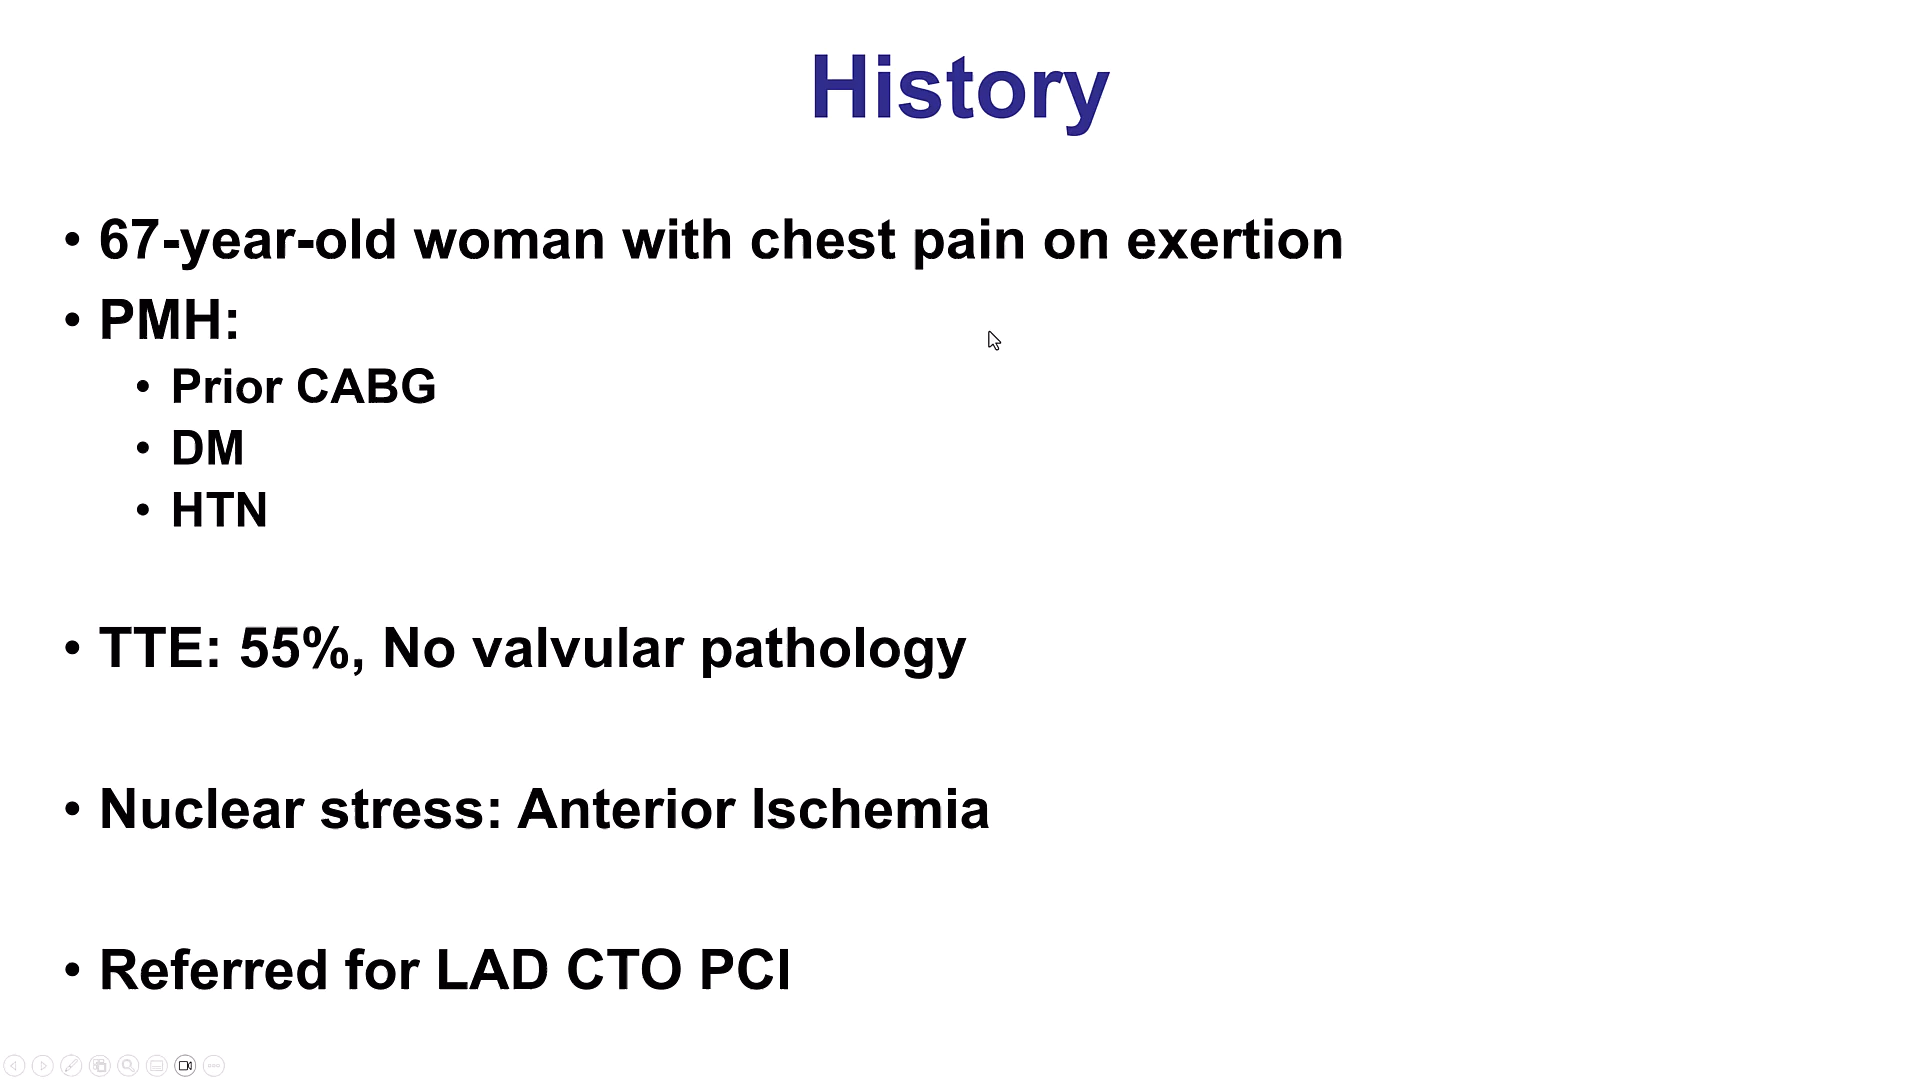 History
• 67-year-old woman with chest pain on exertion
• PMH:
• Prior CABG
• DM
• HTN
• TTE: 55%, No valvular pathology
• Nuclear stress: Anterior Ischemia
• Referred for LAD CTO PCI